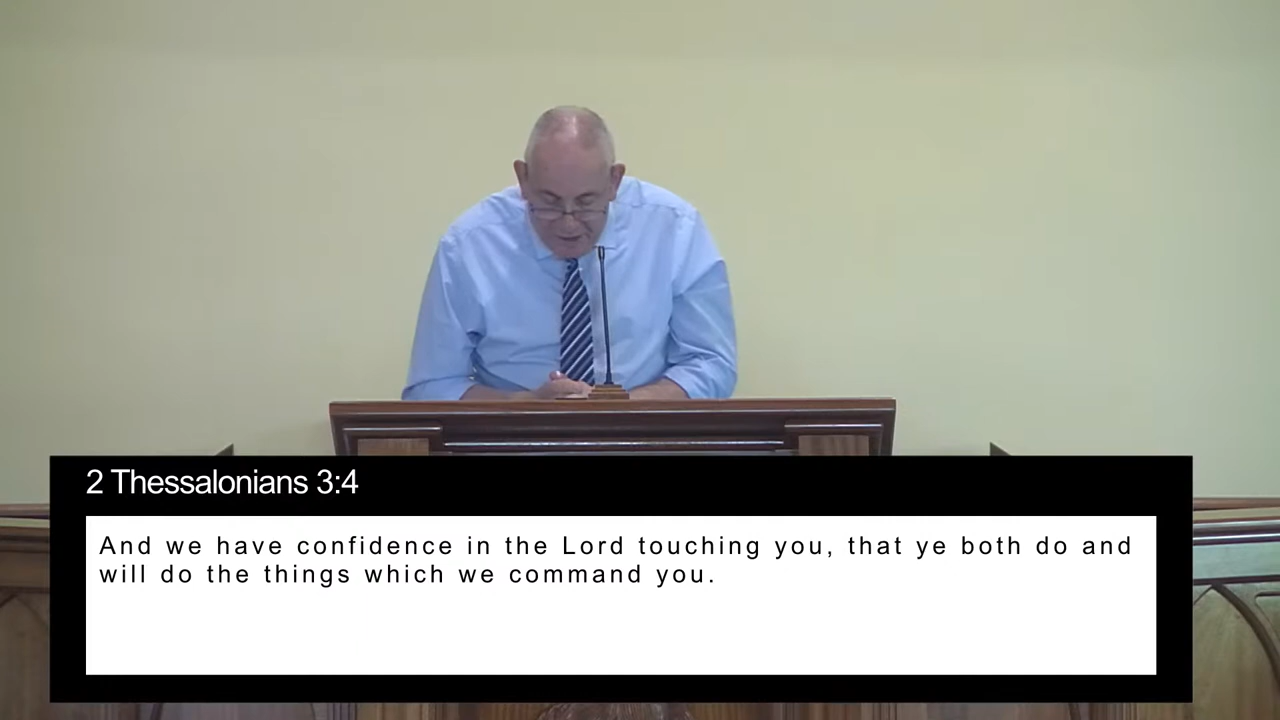 2 Thessalonians 3:4
And we have confidence in the Lord touching you, that ye both do and
will do the things which we command you.